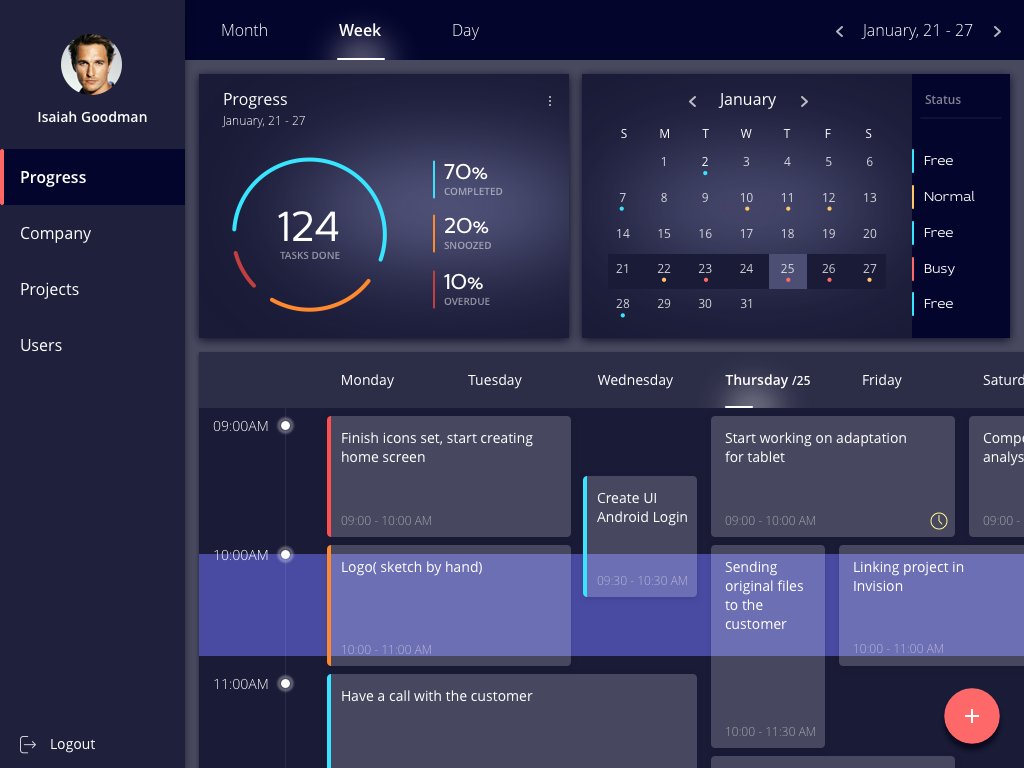 Isaiah Goodman
Progress
Company
Projects
Users
Logout
Month Week Day
January, 21 - 27
Progress
January, 21 - 27
124
TASKS DONE
70%
COMPLETED
20%
SNOOZED
10%
OVERDUE
January
S M T W T F S
1 2 3 4 5 6
7 8 9 10 11 12 13
14 15 16 17 18 19 20
21 22 23 24 25 26 27
28 29 30 31
Status
Free
Normal
Free
Busy
Free
Monday Tuesday Wednesday Thursday /25 Friday Saturd
09:00AM
10:00AM
11:00AM
Finish icons set, start creating
home screen
09:00 - 10:00 AM
Logo( sketch by hand)
10:00 - 11:00 AM
Have a call with the customer
Create UI
Android Login
09:30 - 10:30 AM
Start working on adaptation
for tablet
09:00 - 10:00 AM
Sending
original files
to the
customer
10:00 - 11:30 AM
Linking project in
Invision
10:00 - 11:00 AM
Compe
analys
09:00 -
+